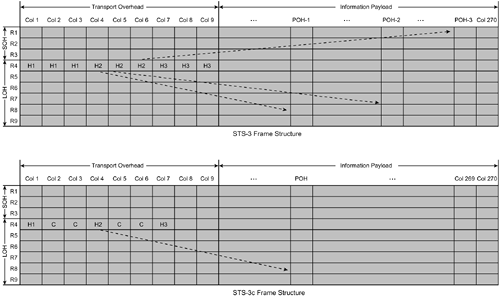 Transport Overhead Information Payload
Col 1 Col 2 Col 3 Col 4 Col 5 Col 6 Col 7 Col 8 Col 9 ... POH-1 ... POH-2 ... POH-3 Col 270
SOH
R1
R2
R3
LOH
R4 H1 H1 H1 H2 H2 H2 H3 H3 H3
R5
R6
R7
R8
R9
STS-3 Frame Structure
Transport Overhead Information Payload
Col 1 Col 2 Col 3 Col 4 Col 5 Col 6 Col 7 Col 8 Col 9 ... POH ... Col 269 Col 270
SOH
R1
R2
R3
LOH
R4 H1 C C H2 C C H3
R5
R6
R7
R8
R9
STS-3c Frame Structure